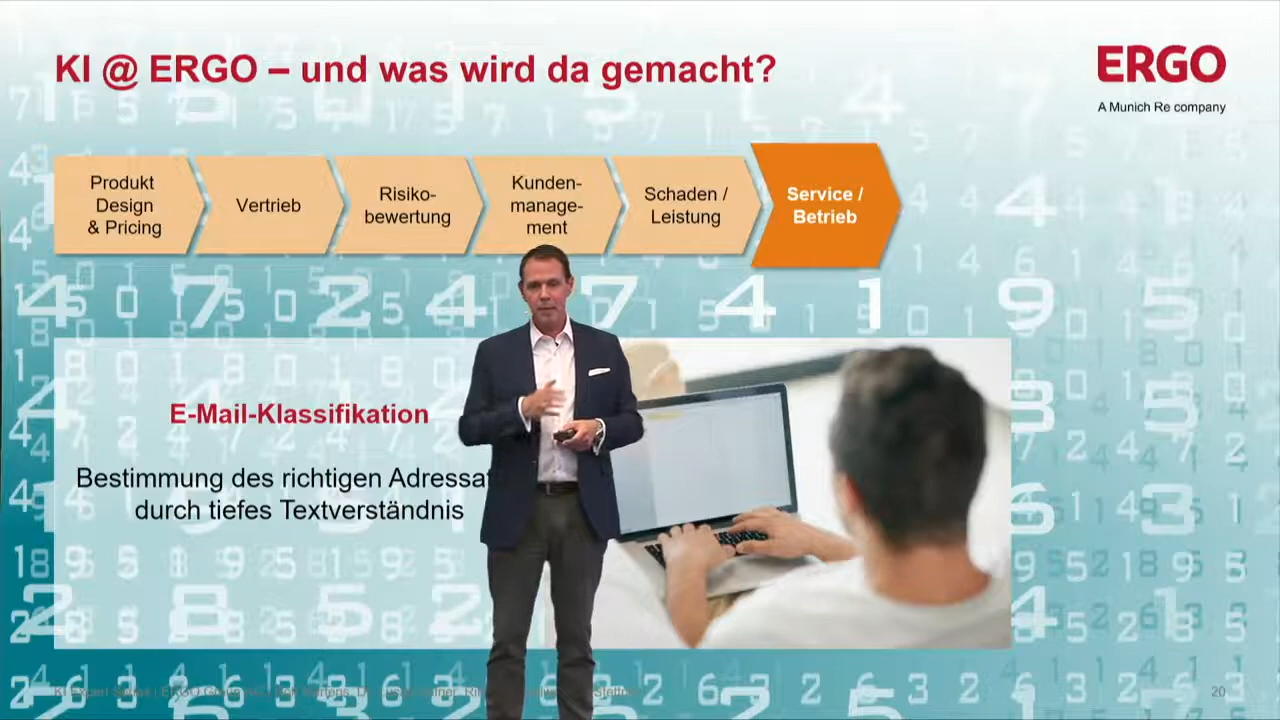 KI @ ERGO – und was wird da gemacht?
ERGO
A Munich Re company
Produkt
Design
& Pricing
Vertrieb
Risiko-
bewertung
Kunden-
manage-
ment
Schaden /
Leistung
Service /
Betrieb
E-Mail-Klassifikation
Bestimmung des richtigen
durch tiefes Textverständnis
20